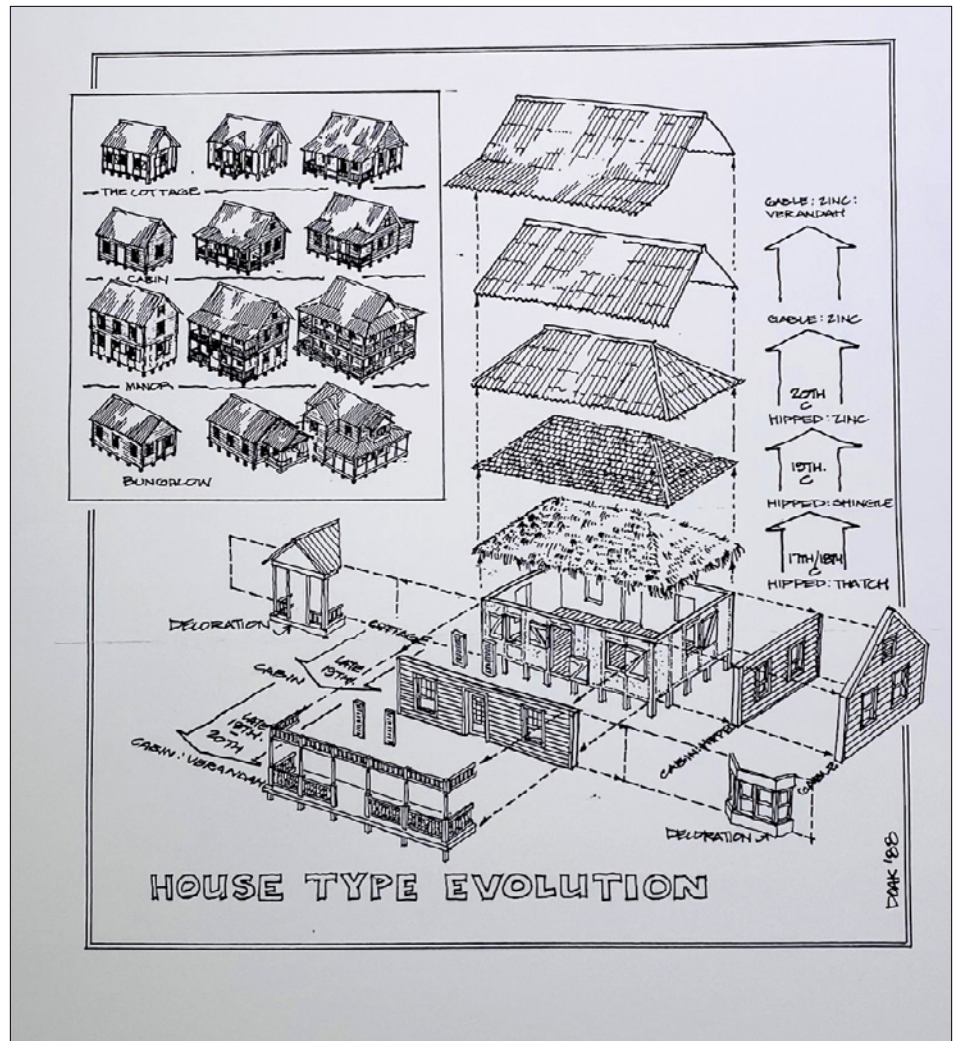 THE COTTAGE
CABIN
MANOR
BUNGALOW
GABLE: ZINC:
VERANDAH
GABLE: ZINC
20TH
C
HIPPED: ZINC
19TH.
C
HIPPED: SHINGLE
17TH/18TH
C
HIPPED: THATCH
DECORATION
COTTAGE
CABIN
LATE
19TH.
LATE
19TH.
20TH
CABIN: VERANDAH
CABIN: HIPPED
GABLE
DECORATION
DOAK '88
HOUSE TYPE EVOLUTION